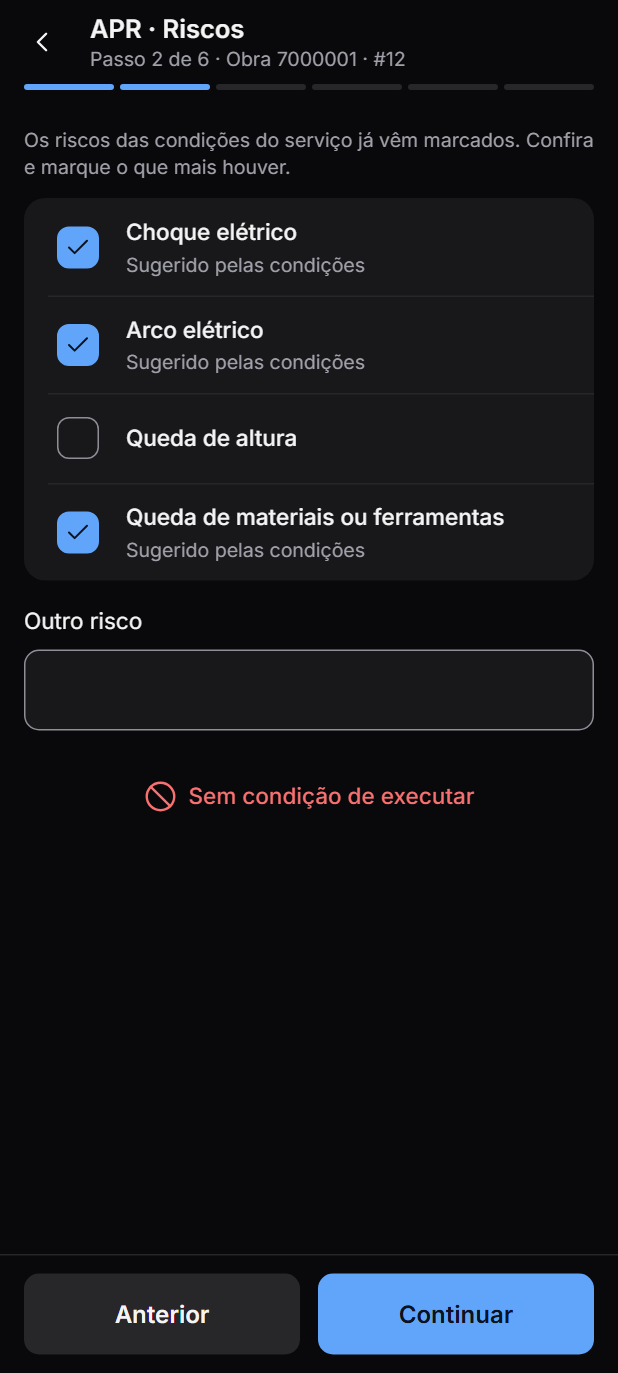 APR · Riscos
Passo 2 de 6 · Obra 7000001 · #12
Os riscos das condições do serviço já vêm marcados. Confira
e marque o que mais houver.
Choque elétrico
Sugerido pelas condições
Arco elétrico
Sugerido pelas condições
Queda de altura
Queda de materiais ou ferramentas
Sugerido pelas condições
Outro risco
Sem condição de executar
Anterior
Continuar